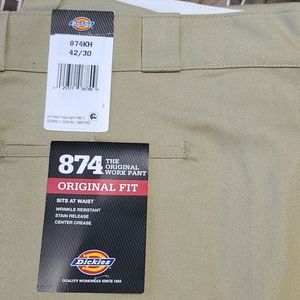 Dickies
874KH
42/30
874 THE ORIGINAL WORK PANT
ORIGINAL FIT
SITS AT WAIST
WRINKLE RESISTANT
STAIN RELEASE
CENTER CREASE
Dickies
QUALITY WORKWEAR SINCE 1922